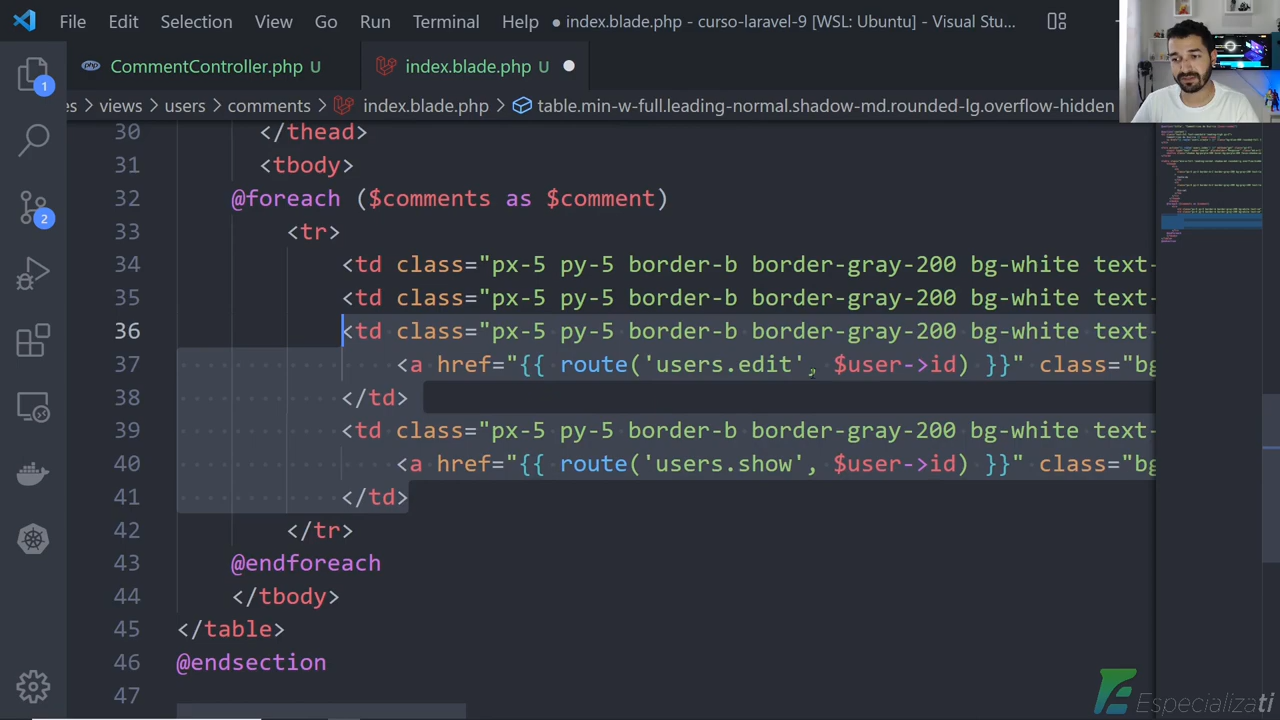 File Edit Selection View Go Run Terminal Help
● index.blade.php - curso-laravel-9 [WSL: Ubuntu] - Visual Stu...
1
CommentController.php U
index.blade.php U ●
es > views > users > comments > index.blade.php > table.min-w-full.leading-normal.shadow-md.rounded-lg.overflow-hidden
30 </thead>
31 <tbody>
32 @foreach ($comments as $comment)
33 <tr>
34 <td class="px-5 py-5 border-b border-gray-200 bg-white text-
35 <td class="px-5 py-5 border-b border-gray-200 bg-white text-
36 <td class="px-5 py-5 border-b border-gray-200 bg-white text-
37 <a href="{{ route('users.edit', $user->id) }}" class="bg
38 </td>
39 <td class="px-5 py-5 border-b border-gray-200 bg-white text-
40 <a href="{{ route('users.show', $user->id) }}" class="bg
41 </td>
42 </tr>
43 @endforeach
44 </tbody>
45 </table>
46 @endsection
47
2
Especializati